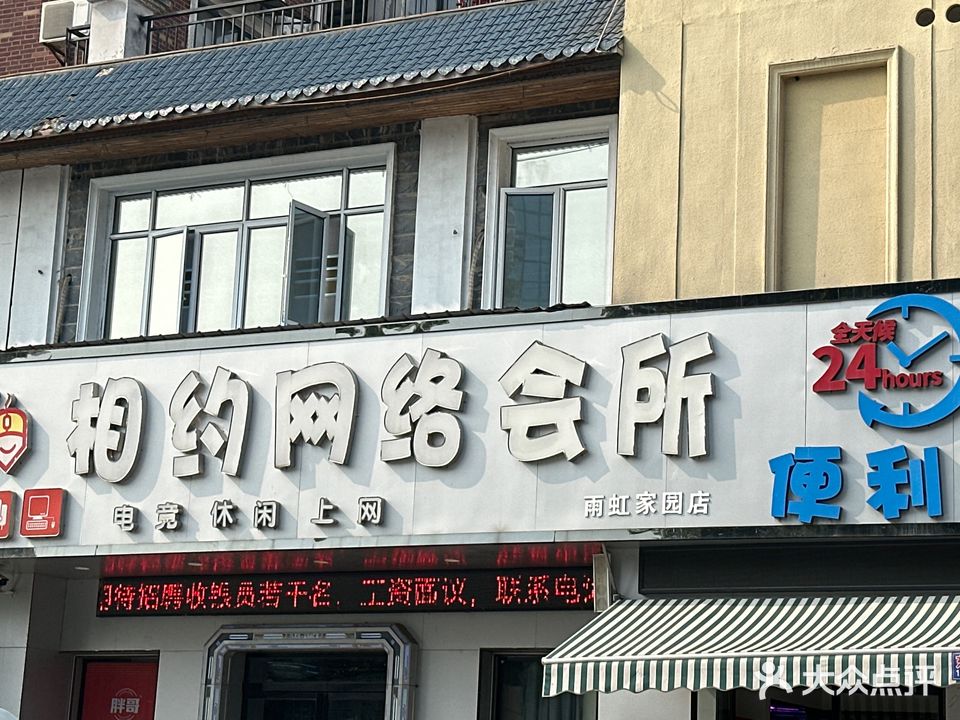 全天候
24hours
相约网络会所
便利
电竞 休闲 上网
雨虹家园店
招聘收钱员若干名,工资面议,联系电
胖哥
大众点评